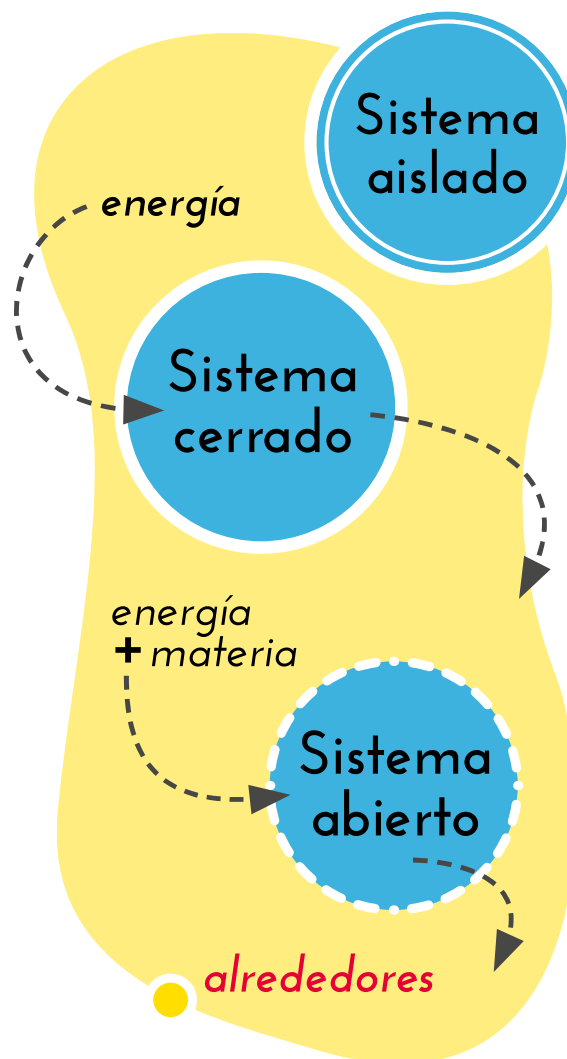 Sistema
aislado
energía
Sistema
cerrado
energía
+ materia
Sistema
abierto
alrededores